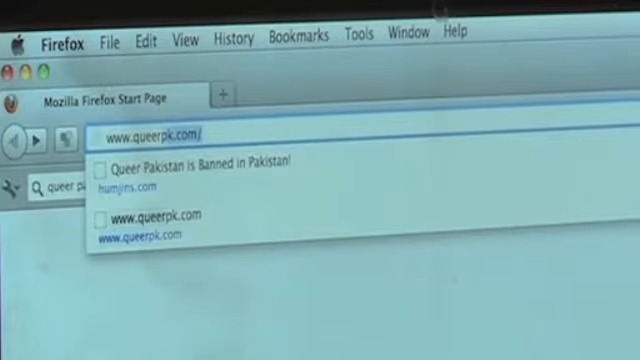 Firefox File Edit View History Bookmarks Tools Window Help
Mozilla Firefox Start Page +
www.queerpk.com/
Queer Pakistan is Banned in Pakistan!
queer
humjins.com
www.queerpk.com
www.queerpk.com